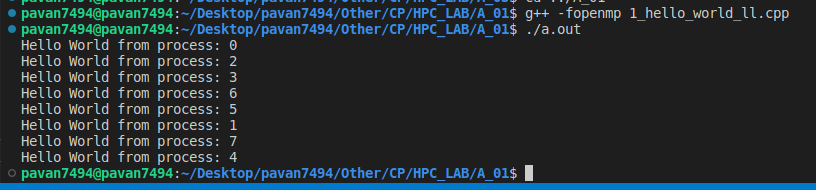 pavan7494@pavan7494:~/Desktop/pavan7494/Other/CP/HPC_LAB/A_01$ g++ -fopenmp 1_hello_world_ll.cpp
pavan7494@pavan7494:~/Desktop/pavan7494/Other/CP/HPC_LAB/A_01$ ./a.out
Hello World from process: 0
Hello World from process: 2
Hello World from process: 3
Hello World from process: 6
Hello World from process: 5
Hello World from process: 1
Hello World from process: 7
Hello World from process: 4
pavan7494@pavan7494:~/Desktop/pavan7494/Other/CP/HPC_LAB/A_01$